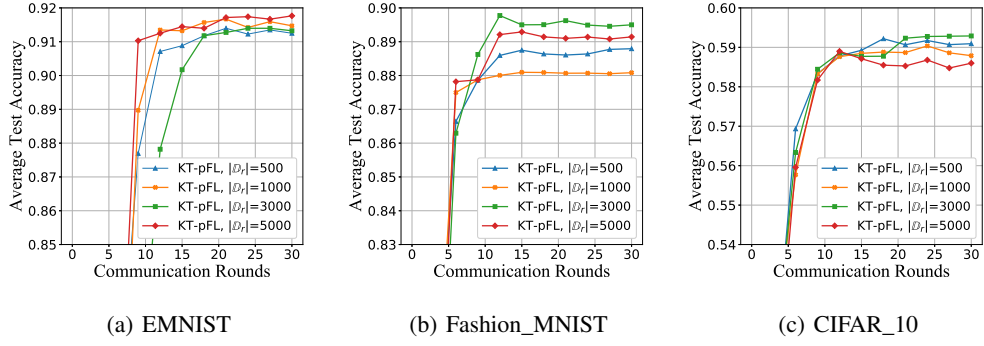 0.92
0.91
0.90
0.89
0.88
0.87
0.86
0.85
Average Test Accuracy
KT-pFL, |𝔻r|=500
KT-pFL, |𝔻r|=1000
KT-pFL, |𝔻r|=3000
KT-pFL, |𝔻r|=5000
0 5 10 15 20 25 30
Communication Rounds
(a) EMNIST
0.90
0.89
0.88
0.87
0.86
0.85
0.84
0.83
Average Test Accuracy
KT-pFL, |𝔻r|=500
KT-pFL, |𝔻r|=1000
KT-pFL, |𝔻r|=3000
KT-pFL, |𝔻r|=5000
0 5 10 15 20 25 30
Communication Rounds
(b) Fashion_MNIST
0.60
0.59
0.58
0.57
0.56
0.55
0.54
Average Test Accuracy
KT-pFL, |𝔻r|=500
KT-pFL, |𝔻r|=1000
KT-pFL, |𝔻r|=3000
KT-pFL, |𝔻r|=5000
0 5 10 15 20 25 30
Communication Rounds
(c) CIFAR_10